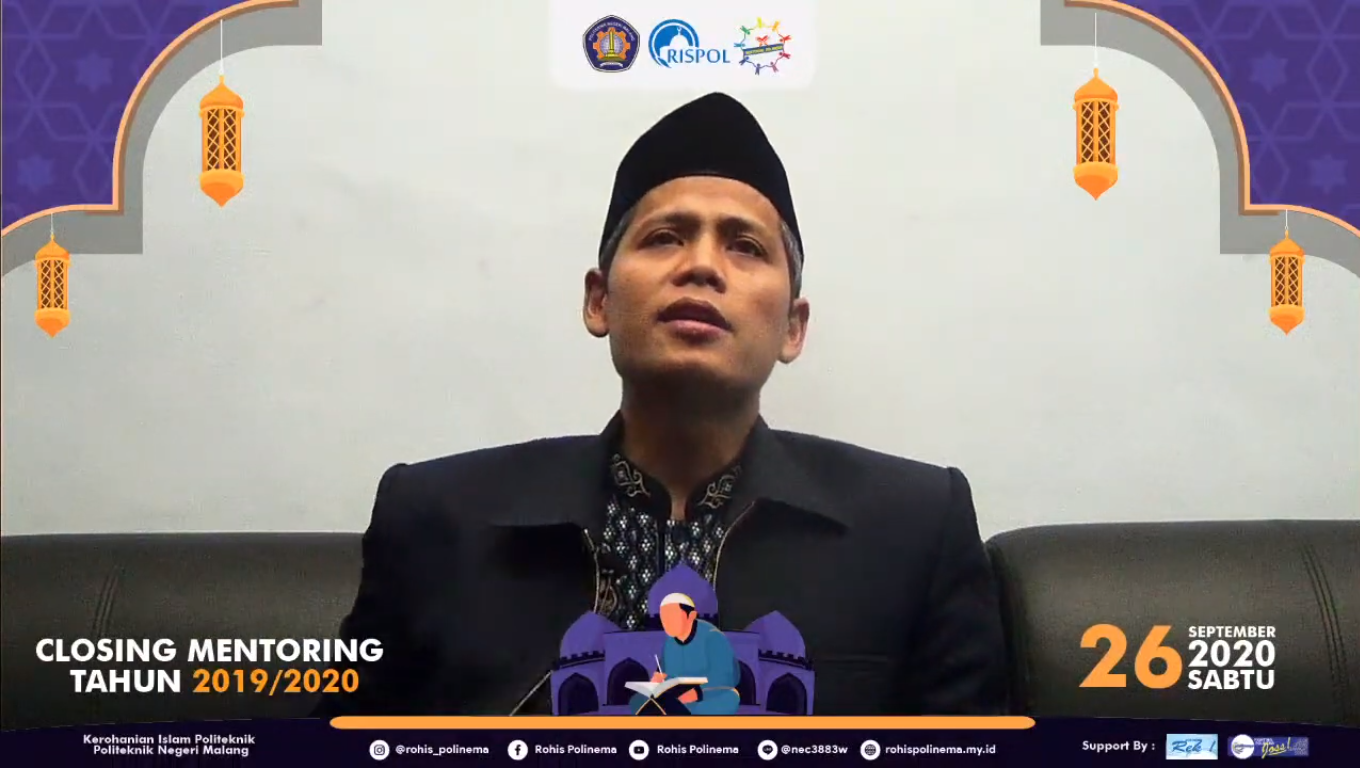 RISPOL
CLOSING MENTORING
TAHUN 2019/2020
26 SEPTEMBER
2020
SABTU
Kerohanian Islam Politeknik
Politeknik Negeri Malang
@rohis_polinema
Rohis Polinema
Rohis Polinema
@nec3883w
rohispolinema.my.id
Support By :